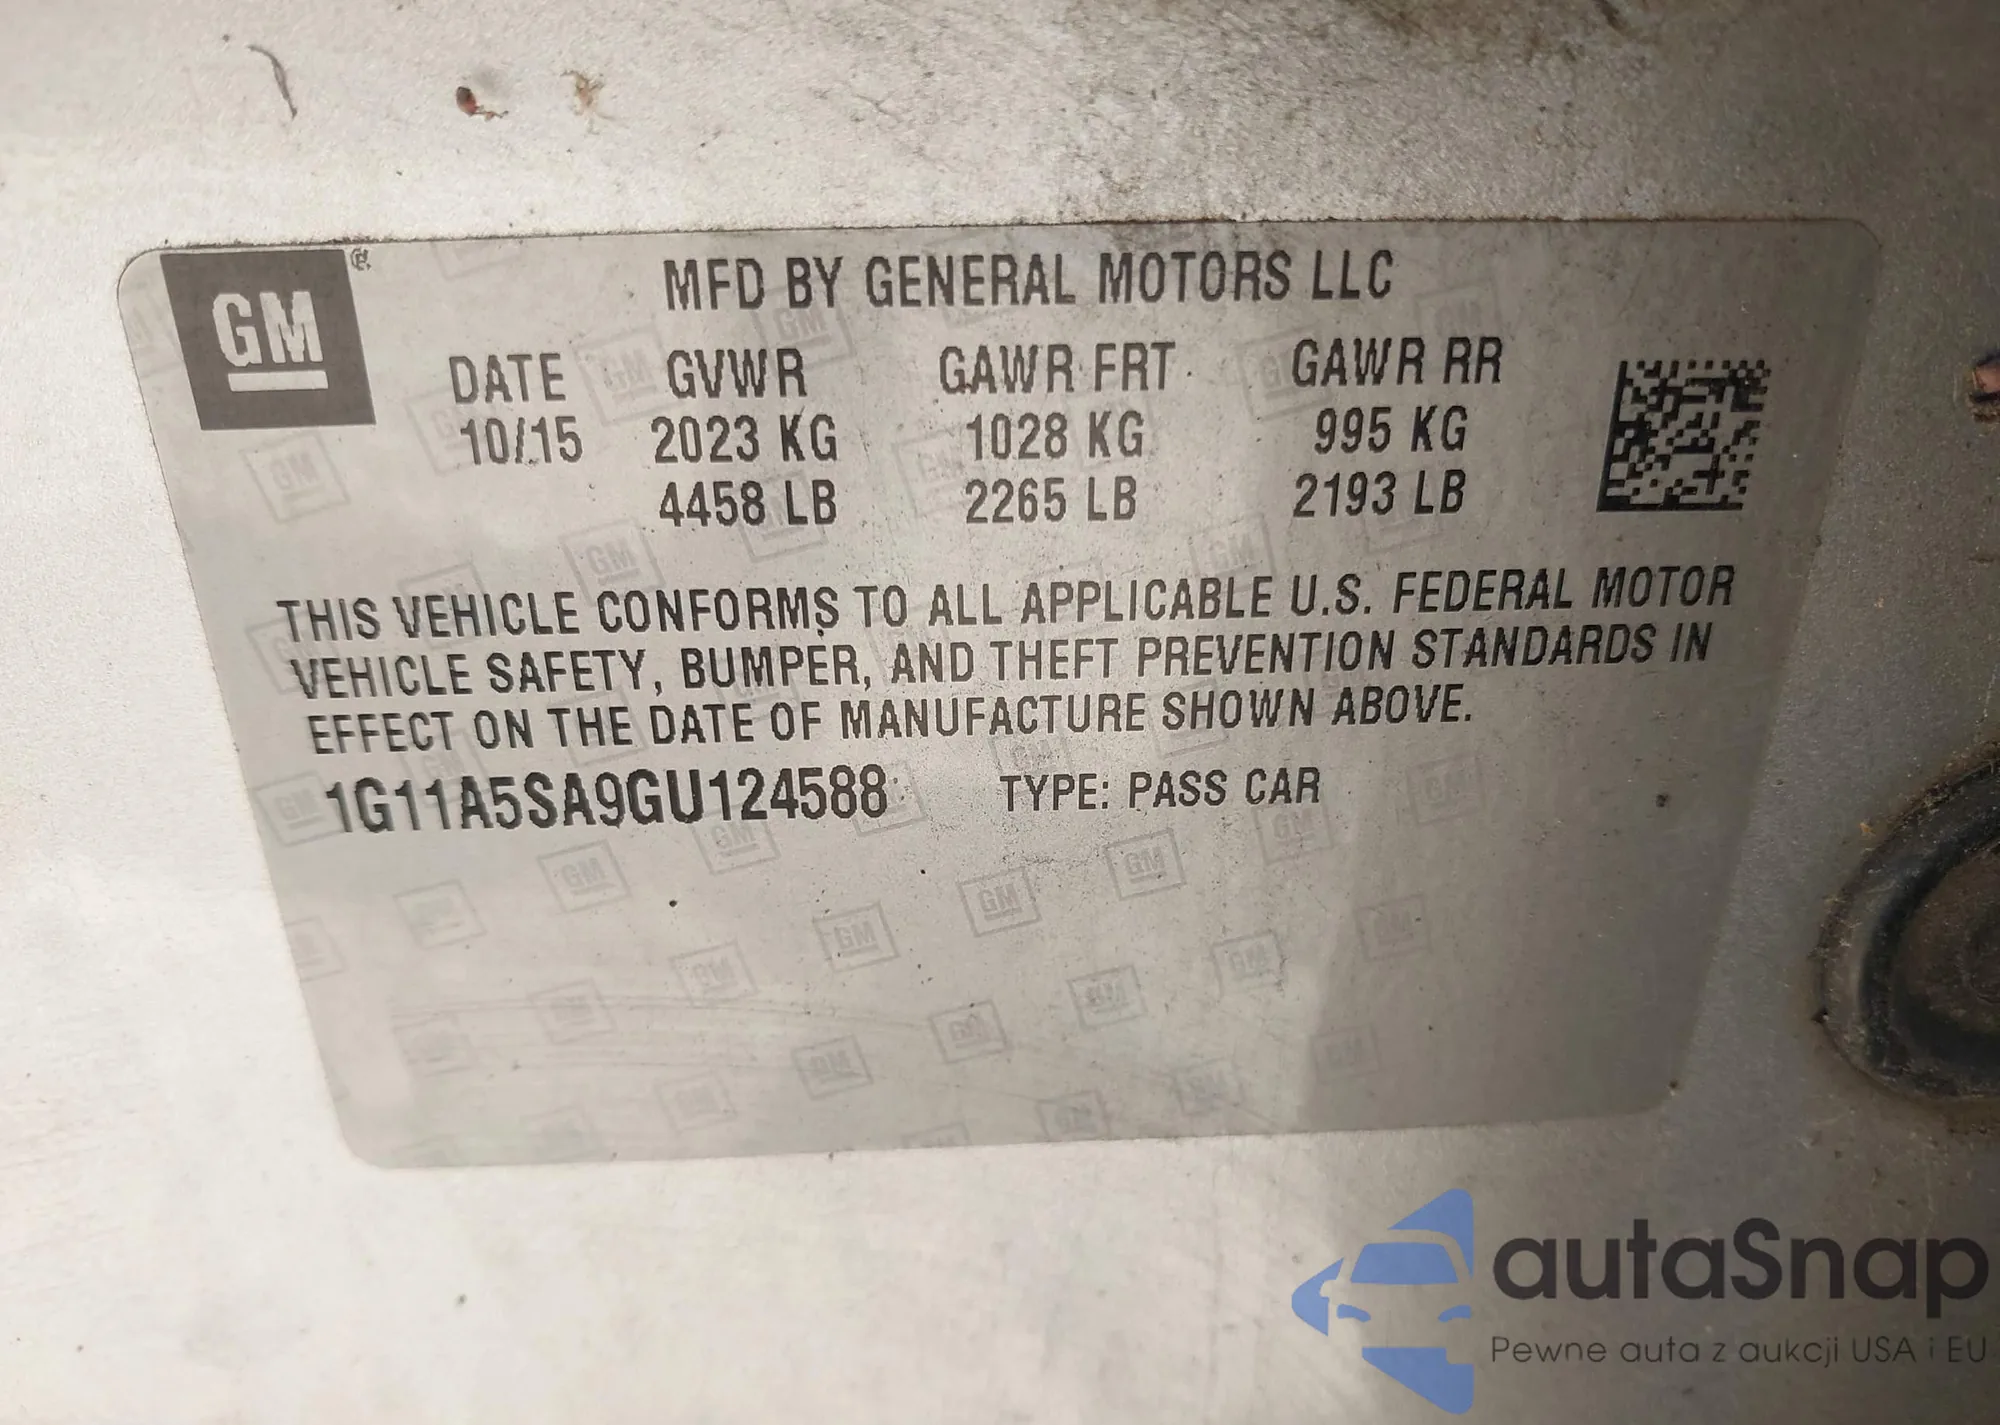 GM
MFD BY GENERAL MOTORS LLC
DATE GVWR GAWR FRT GAWR RR
10/15 2023 KG 1028 KG 995 KG
4458 LB 2265 LB 2193 LB
THIS VEHICLE CONFORMS TO ALL APPLICABLE U.S. FEDERAL MOTOR
VEHICLE SAFETY, BUMPER, AND THEFT PREVENTION STANDARDS IN
EFFECT ON THE DATE OF MANUFACTURE SHOWN ABOVE.
1G11A5SA9GU124588 TYPE: PASS CAR
autaSnap
Pewne auta z aukcji USA i EU